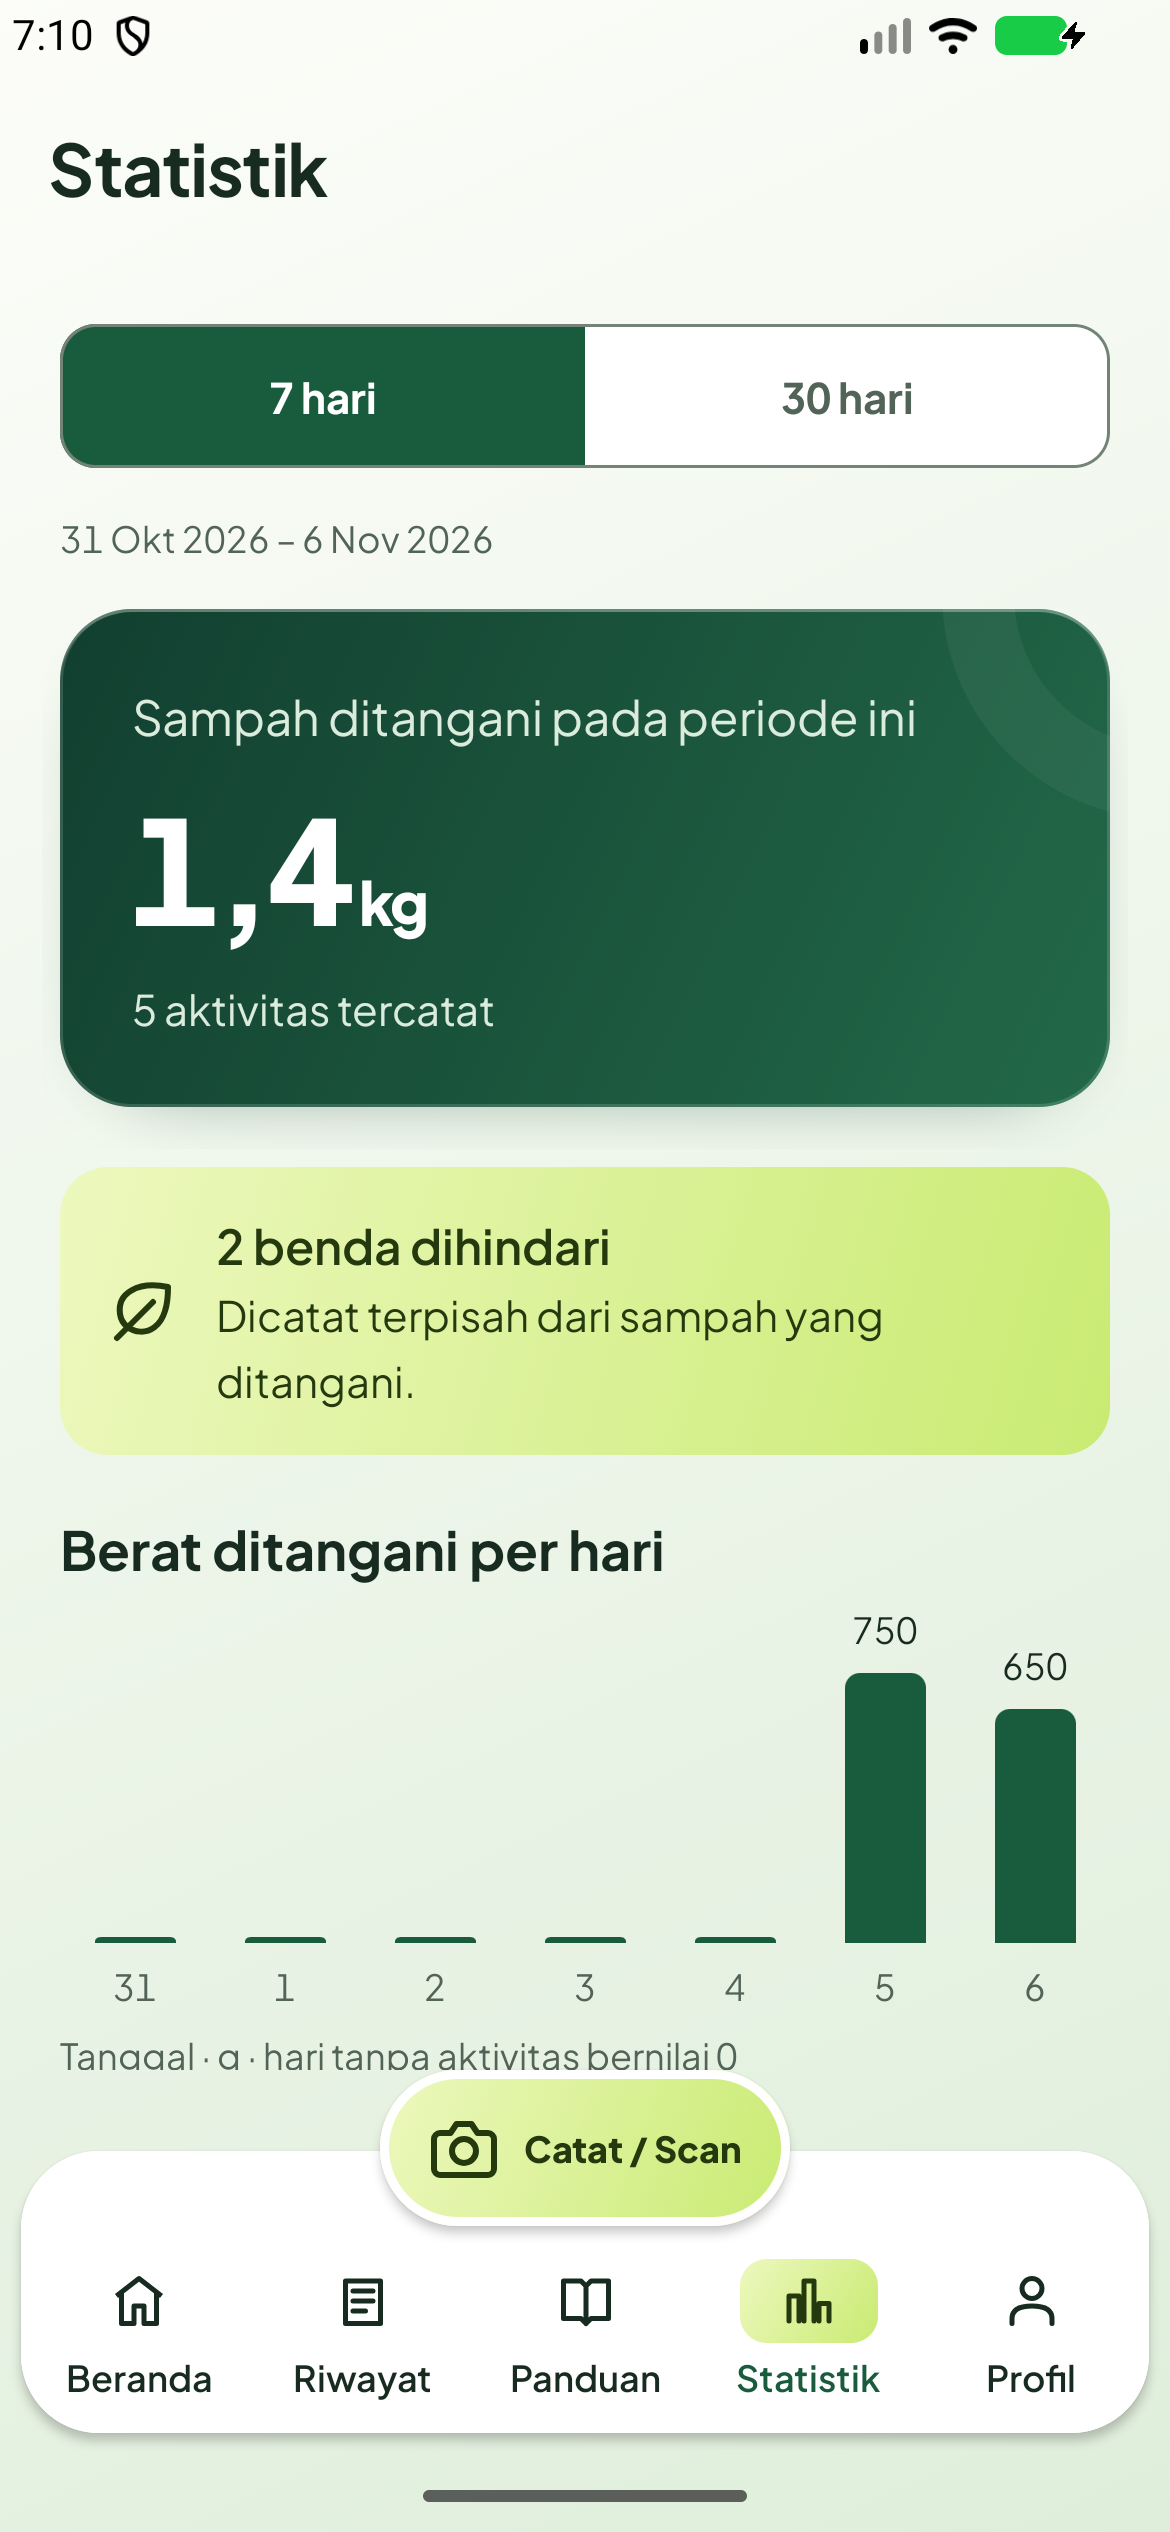 7:10
Statistik
7 hari
30 hari
31 Okt 2026 – 6 Nov 2026
Sampah ditangani pada periode ini
1,4 kg
5 aktivitas tercatat
2 benda dihindari
Dicatat terpisah dari sampah yang
ditangani.
Berat ditangani per hari
750
650
31 1 2 3 4 5 6
Tanggal · g · hari tanpa aktivitas bernilai 0
Catat / Scan
Beranda
Riwayat
Panduan
Statistik
Profil